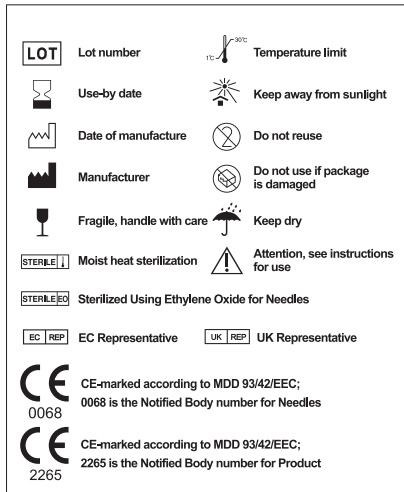 LOT Lot number 1℃ 30℃ Temperature limit
Use-by date Keep away from sunlight
Date of manufacture 2 Do not reuse
Manufacturer Do not use if package
is damaged
Fragile, handle with care Keep dry
STERILE Moist heat sterilization Attention, see instructions
for use
STERILE EO Sterilized Using Ethylene Oxide for Needles
EC REP EC Representative UK REP UK Representative
CE CE-marked according to MDD 93/42/EEC;
0068 0068 is the Notified Body number for Needles
CE CE-marked according to MDD 93/42/EEC;
2265 2265 is the Notified Body number for Product